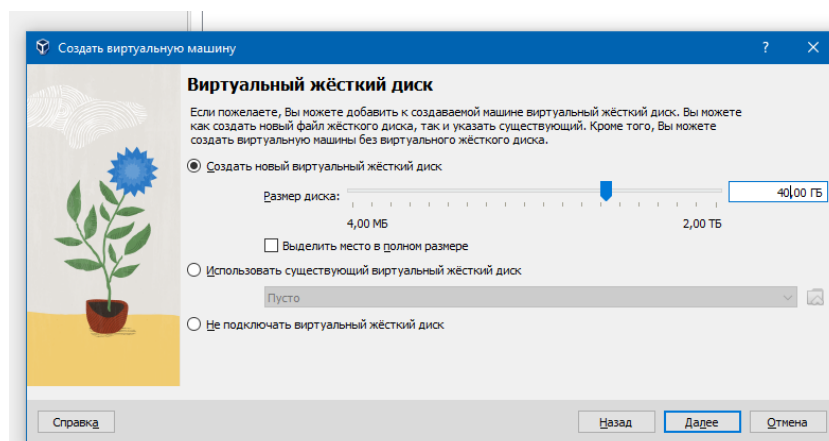 Создать виртуальную машину
Виртуальный жёсткий диск
Если пожелаете, Вы можете добавить к создаваемой машине виртуальный жёсткий диск. Вы можете
как создать новый файл жёсткого диска, так и указать существующий. Кроме того, Вы можете
создать виртуальную машины без виртуального жёсткого диска.
Создать новый виртуальный жёсткий диск
Размер диска: 40,00 ГБ
4,00 МБ 2,00 ТБ
Выделить место в полном размере
Использовать существующий виртуальный жёсткий диск
Пусто
Не подключать виртуальный жёсткий диск
Справка Назад Далее Отмена